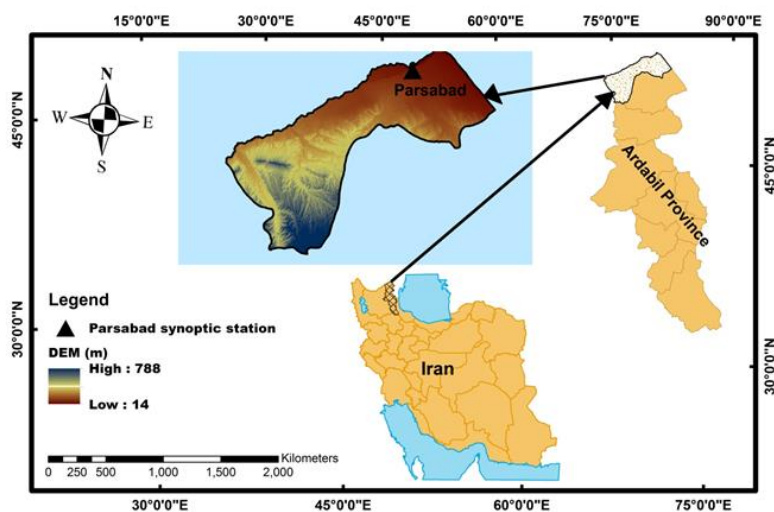 15°0'0"E 30°0'0"E 45°0'0"E 60°0'0"E 75°0'0"E 90°0'0"E
N
W E
S
45°0'0"N
Parsabad
Ardabil Province
45°0'0"N
Legend
Parsabad synoptic station
DEM (m)
High : 788
Low : 14
30°0'0"N
Iran
30°0'0"N
Kilometers
0 250 500 1,000 1,500 2,000
30°0'0"E 45°0'0"E 60°0'0"E 75°0'0"E